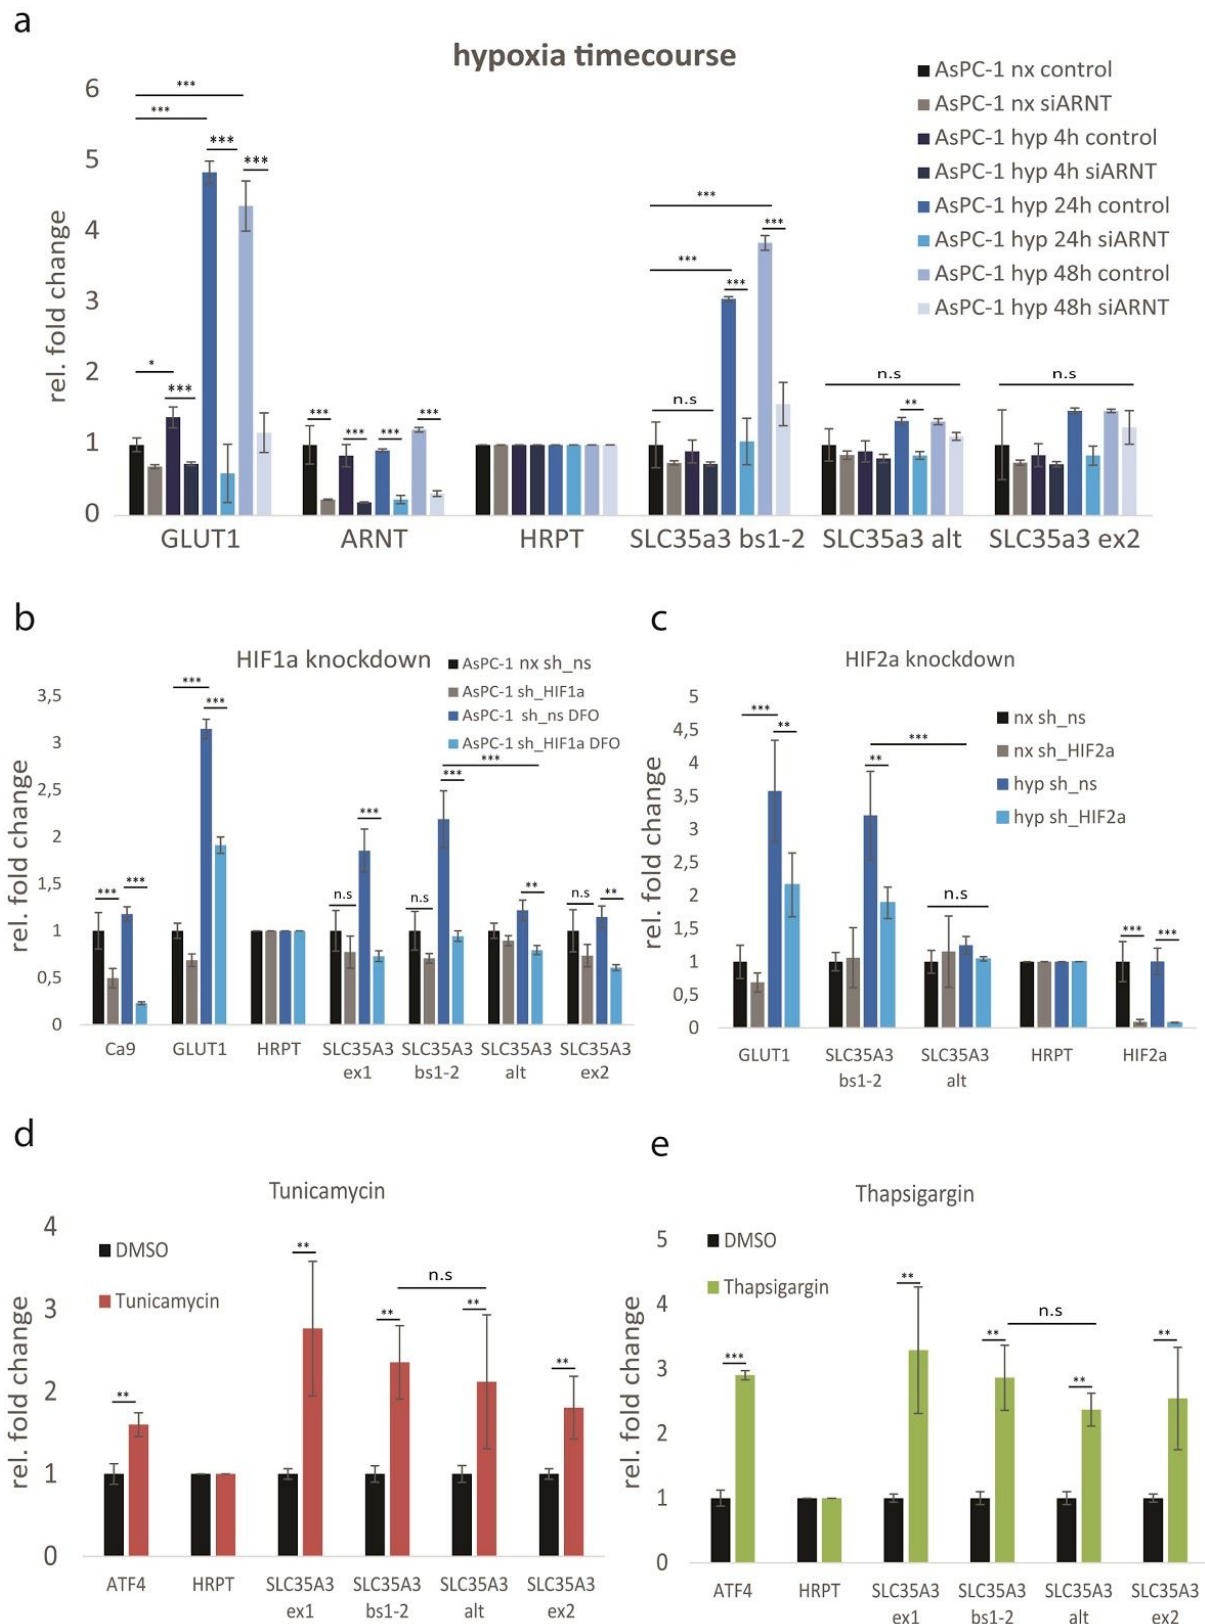 a
hypoxia timecourse
rel. fold change
6
5
4
3
2
1
0
AsPC-1 nx control
AsPC-1 nx siARNT
AsPC-1 hyp 4h control
AsPC-1 hyp 4h siARNT
AsPC-1 hyp 24h control
AsPC-1 hyp 24h siARNT
AsPC-1 hyp 48h control
AsPC-1 hyp 48h siARNT
***
***
***
***
*
***
***
***
***
***
***
***
***
***
n.s
n.s
**
n.s
GLUT1 ARNT HRPT SLC35a3 bs1-2 SLC35a3 alt SLC35a3 ex2
b
HIF1a knockdown
rel. fold change
3,5
3
2,5
2
1,5
1
0,5
0
AsPC-1 nx sh_ns
AsPC-1 sh_HIF1a
AsPC-1 sh_ns DFO
AsPC-1 sh_HIF1a DFO
***
***
***
***
n.s
***
n.s
***
***
**
n.s
**
Ca9 GLUT1 HRPT SLC35A3 SLC35A3 SLC35A3 SLC35A3
ex1 bs1-2 alt ex2
c
HIF2a knockdown
rel. fold change
5
4,5
4
3,5
3
2,5
2
1,5
1
0,5
0
nx sh_ns
nx sh_HIF2a
hyp sh_ns
hyp sh_HIF2a
***
**
***
**
n.s
***
***
GLUT1 SLC35A3 SLC35A3 HRPT HIF2a
bs1-2 alt
d
Tunicamycin
rel. fold change
4
3
2
1
0
DMSO
Tunicamycin
**
**
**
n.s
**
**
ATF4 HRPT SLC35A3 SLC35A3 SLC35A3 SLC35A3
ex1 bs1-2 alt ex2
e
Thapsigargin
rel. fold change
5
4
3
2
1
0
DMSO
Thapsigargin
***
**
**
n.s
**
**
ATF4 HRPT SLC35A3 SLC35A3 SLC35A3 SLC35A3
ex1 bs1-2 alt ex2